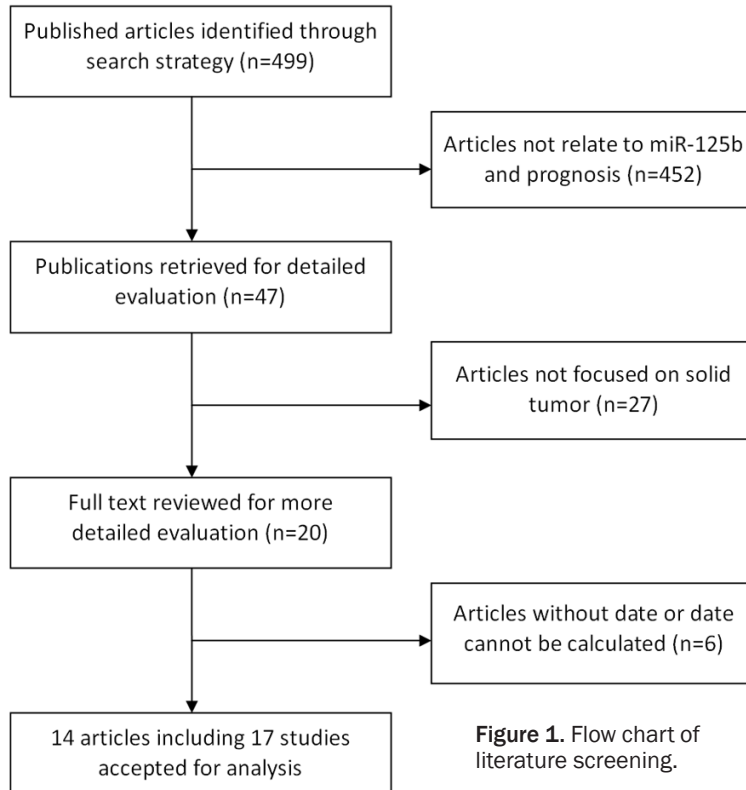 Published articles identified through
search strategy (n=499)
Articles not relate to miR-125b
and prognosis (n=452)
Publications retrieved for detailed
evaluation (n=47)
Articles not focused on solid
tumor (n=27)
Full text reviewed for more
detailed evaluation (n=20)
Articles without date or date
cannot be calculated (n=6)
14 articles including 17 studies
accepted for analysis
Figure 1. Flow chart of
literature screening.